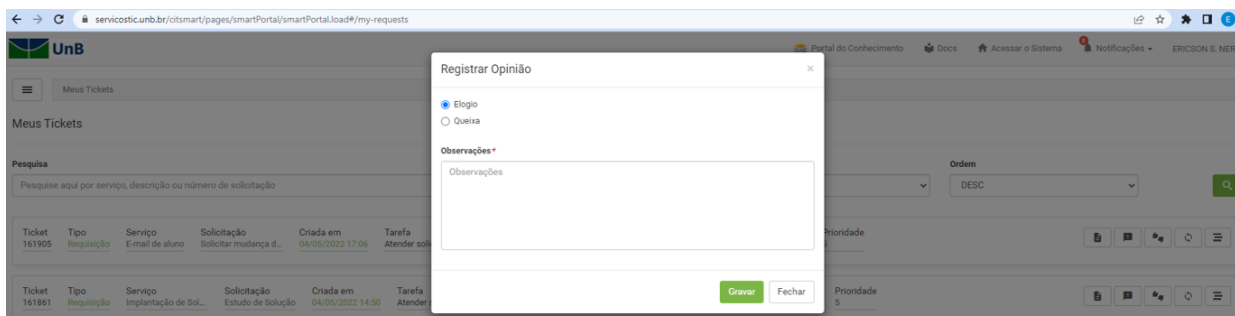 servicostic.unb.br/citsmart/pages/smartPortal/smartPortal.load#/my-requests
E
UnB
Portal do Conhecimento Docs Acessar o Sistema Notificações ERICSON S. NER
Registrar Opinião ×
Meus Tickets
Elogio
Queixa
Meus Tickets
Observações*
Pesquisa Ordem
Observações
Pesquise aqui por serviço, descrição ou número de solicitação DESC
Ticket Tipo Serviço Solicitação Criada em Tarefa Prioridade
161905 Requisição E-mail de aluno Solicitar mudança d... 04/05/2022 17:06 Atender soli
Gravar Fechar
Ticket Tipo Serviço Solicitação Criada em Tarefa Prioridade
161861 Requisição Implantação de Sol... Estudo de Solução 04/05/2022 14:50 Atender 5